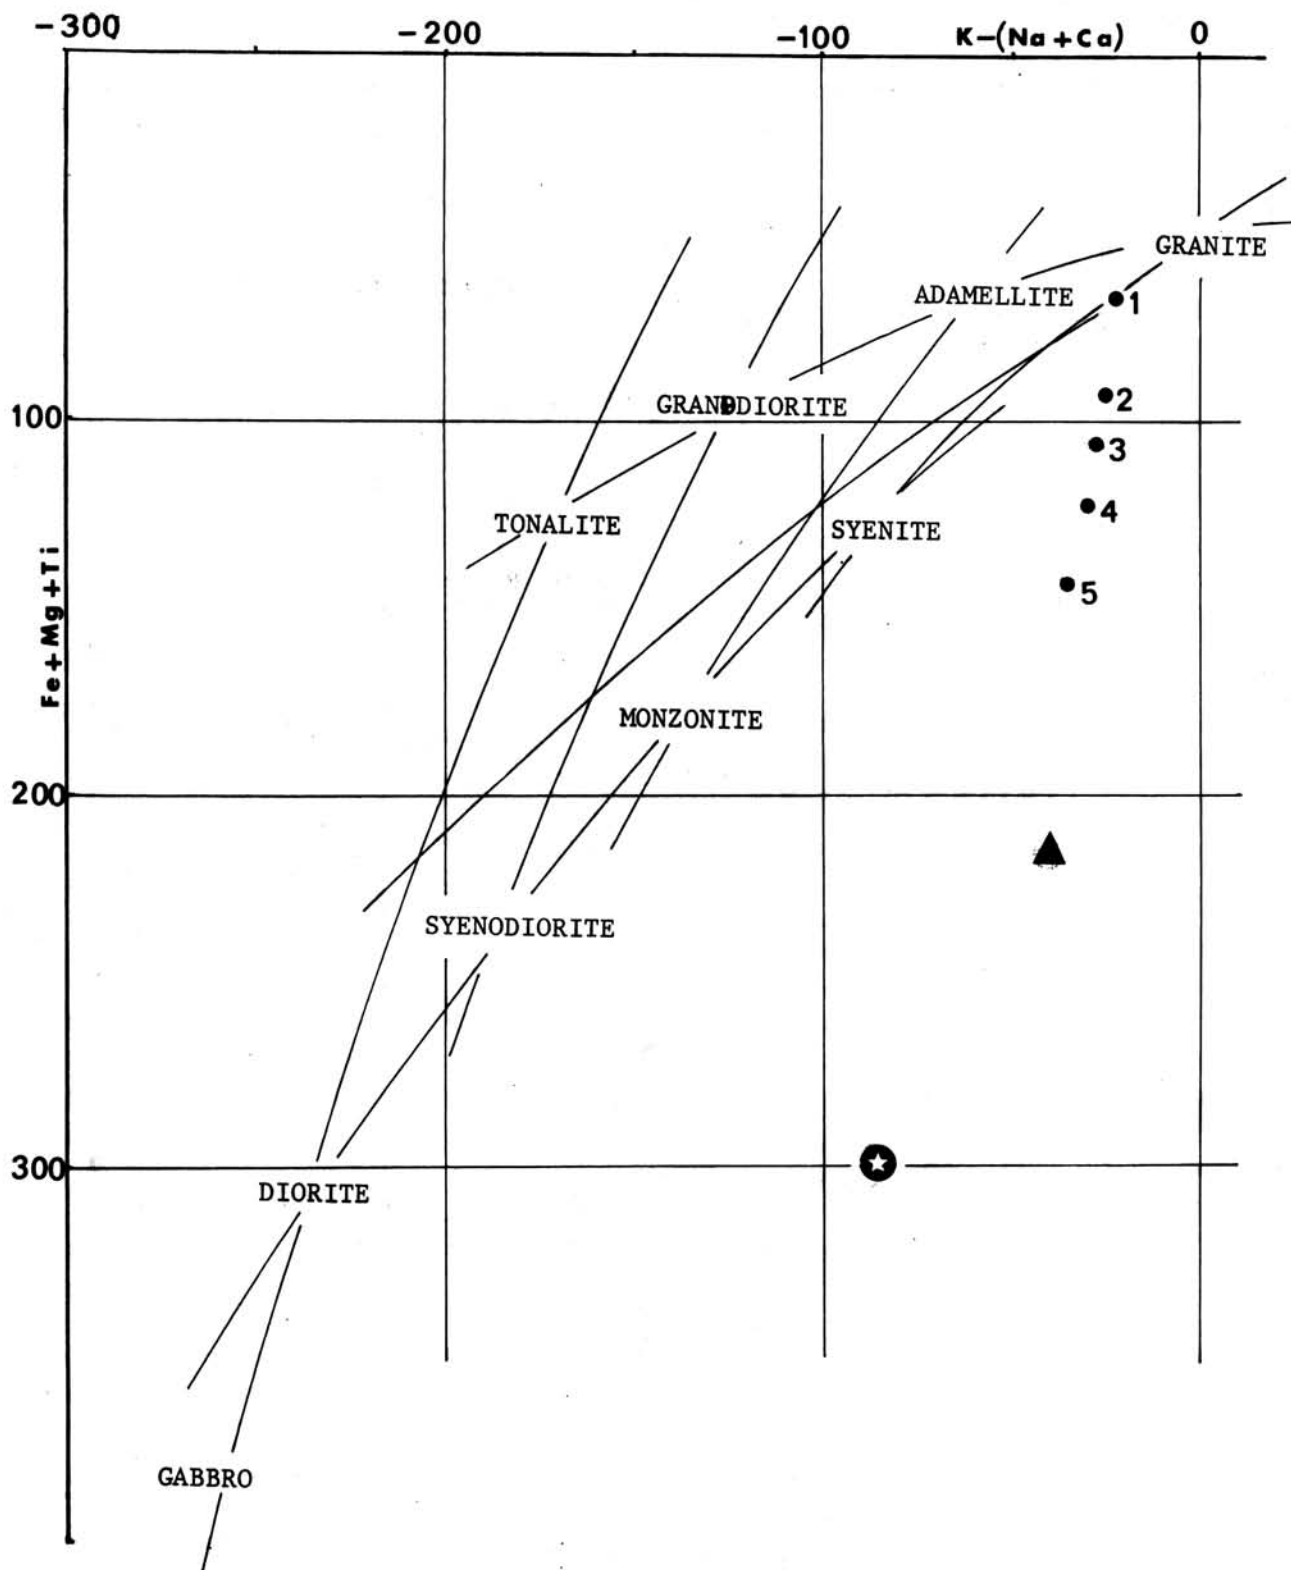 -300 -200 -100 K-(Na+Ca) 0
GRANITE
ADAMELLITE
1
2
GRANDDIORITE
100
3
4
TONALITE
SYENITE
5
Fe+Mg+Ti
MONZONITE
200
SYENODIORITE
300
DIORITE
GABBRO